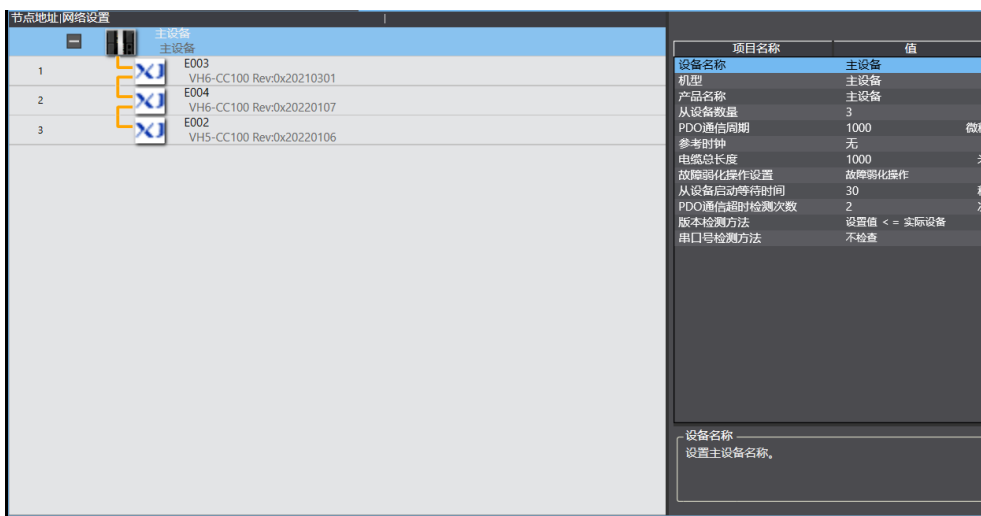 节点地址|网络设置
主设备
主设备
1
E003
VH6-CC100 Rev:0x20210301
2
E004
VH6-CC100 Rev:0x20220107
3
E002
VH5-CC100 Rev:0x20220106
项目名称 值
设备名称 主设备
机型 主设备
产品名称 主设备
从设备数量 3
PDO通信周期 1000 微
参考时钟 无
电缆总长度 1000
故障弱化操作设置 故障弱化操作
从设备启动等待时间 30
PDO通信超时检测次数 2
版本检测方法 设置值 < = 实际设备
串口号检测方法 不检查
设备名称
设置主设备名称。